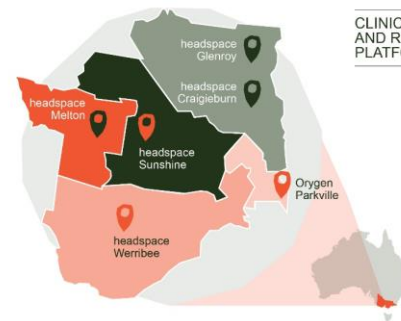 CLINIC
AND R
PLATF
headspace
Glenroy
headspace
Craigieburn
headspace
Melton
headspace
Sunshine
Orygen
Parkville
headspace
Werribee